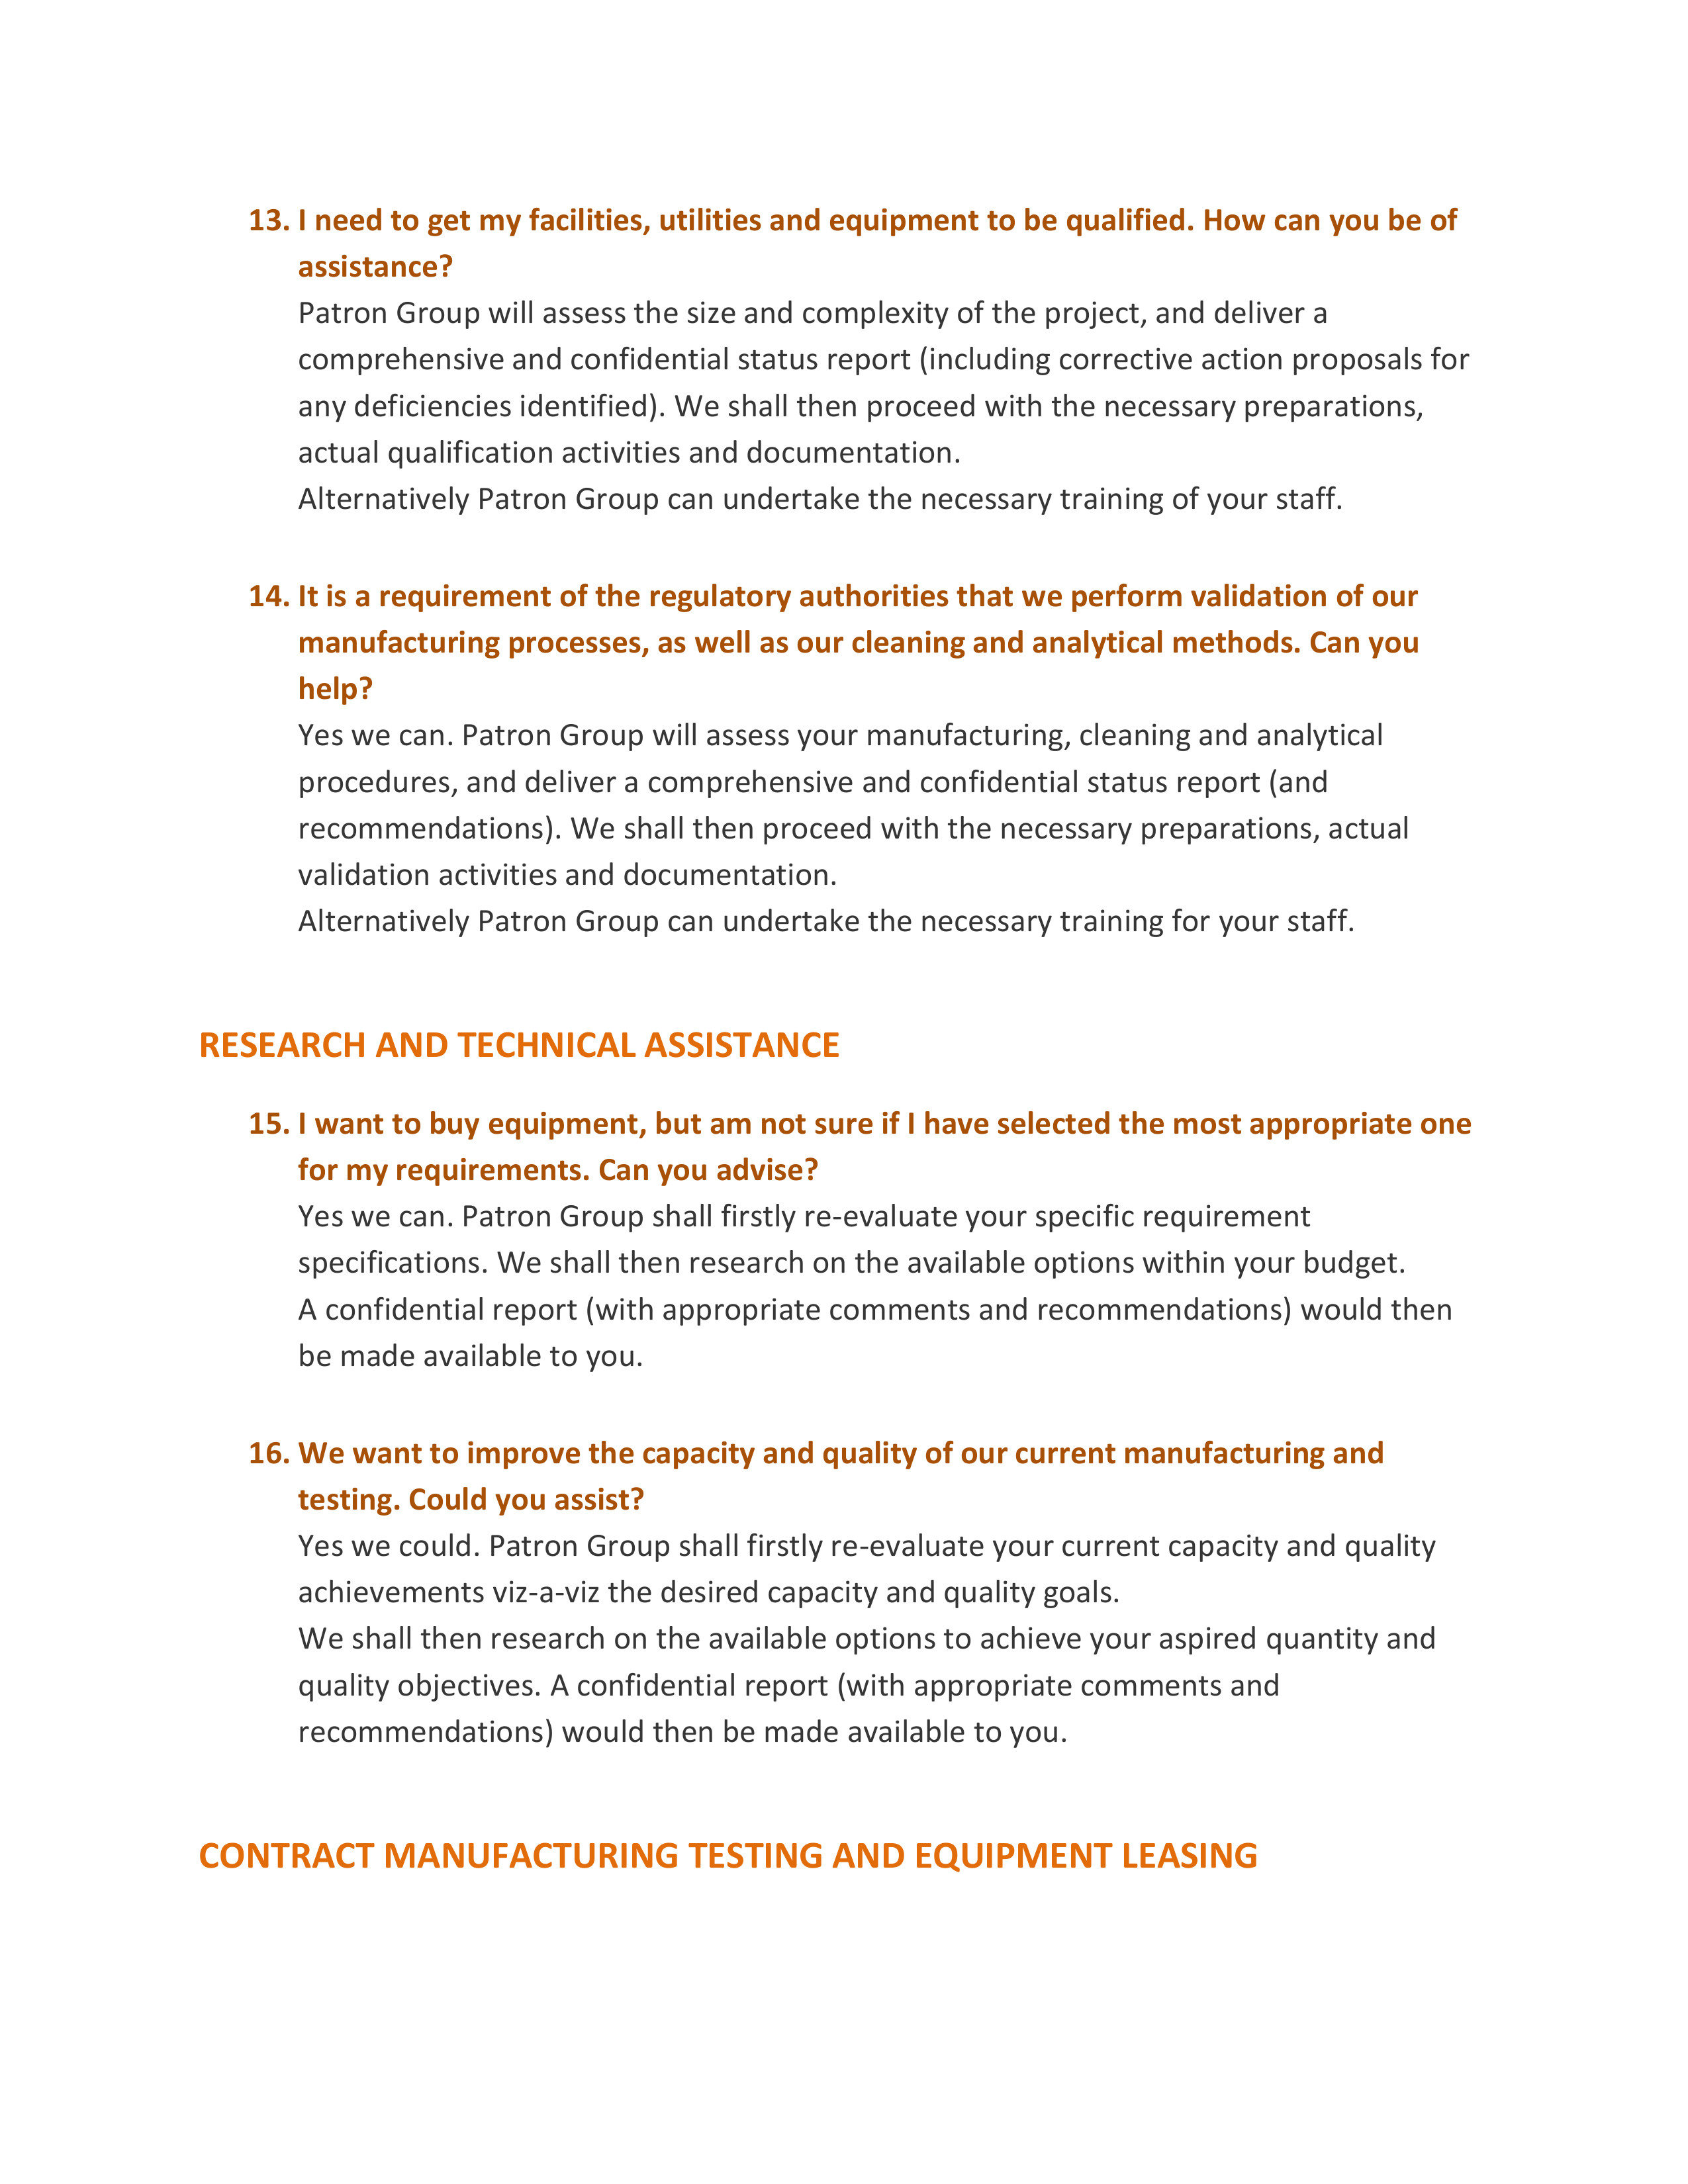 13. I need to get my facilities, utilities and equipment to be qualified. How can you be of
assistance?
Patron Group will assess the size and complexity of the project, and deliver a
comprehensive and confidential status report (including corrective action proposals for
any deficiencies identified). We shall then proceed with the necessary preparations,
actual qualification activities and documentation.
Alternatively Patron Group can undertake the necessary training of your staff.
14. It is a requirement of the regulatory authorities that we perform validation of our
manufacturing processes, as well as our cleaning and analytical methods. Can you
help?
Yes we can. Patron Group will assess your manufacturing, cleaning and analytical
procedures, and deliver a comprehensive and confidential status report (and
recommendations). We shall then proceed with the necessary preparations, actual
validation activities and documentation.
Alternatively Patron Group can undertake the necessary training for your staff.
RESEARCH AND TECHNICAL ASSISTANCE
15. I want to buy equipment, but am not sure if I have selected the most appropriate one
for my requirements. Can you advise?
Yes we can. Patron Group shall firstly re-evaluate your specific requirement
specifications. We shall then research on the available options within your budget.
A confidential report (with appropriate comments and recommendations) would then
be made available to you.
16. We want to improve the capacity and quality of our current manufacturing and
testing. Could you assist?
Yes we could. Patron Group shall firstly re-evaluate your current capacity and quality
achievements viz-a-viz the desired capacity and quality goals.
We shall then research on the available options to achieve your aspired quantity and
quality objectives. A confidential report (with appropriate comments and
recommendations) would then be made available to you.
CONTRACT MANUFACTURING TESTING AND EQUIPMENT LEASING